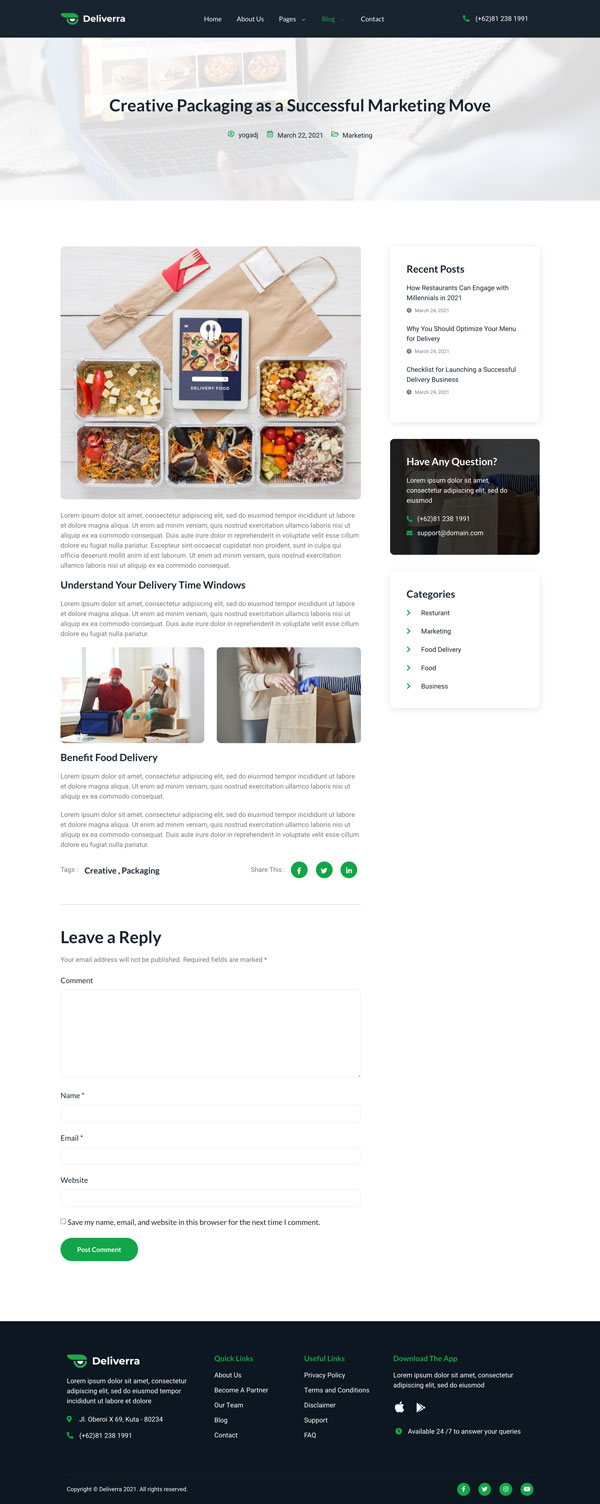 Deliverra
Home About Us Pages Blog Contact
(+62)81 238 1991
Creative Packaging as a Successful Marketing Move
yogadj March 22, 2021 Marketing
DELIVERY FOOD
Lorem ipsum dolor sit amet, consectetur adipiscing elit, sed do eiusmod tempor incididunt ut labore
et dolore magna aliqua. Ut enim ad minim veniam, quis nostrud exercitation ullamco laboris nisi ut
aliquip ex ea commodo consequat. Duis aute irure dolor in reprehenderit in voluptate velit esse cillum
dolore eu fugiat nulla pariatur. Excepteur sint occaecat cupidatat non proident, sunt in culpa qui
officia deserunt mollit anim id est laborum. Ut enim ad minim veniam, quis nostrud exercitation
ullamco laboris nisi ut aliquip ex ea commodo consequat.
Understand Your Delivery Time Windows
Lorem ipsum dolor sit amet, consectetur adipiscing elit, sed do eiusmod tempor incididunt ut labore
et dolore magna aliqua. Ut enim ad minim veniam, quis nostrud exercitation ullamco laboris nisi ut
aliquip ex ea commodo consequat. Duis aute irure dolor in reprehenderit in voluptate velit esse cillum
dolore eu fugiat nulla pariatur.
Benefit Food Delivery
Lorem ipsum dolor sit amet, consectetur adipiscing elit, sed do eiusmod tempor incididunt ut labore
et dolore magna aliqua. Ut enim ad minim veniam, quis nostrud exercitation ullamco laboris nisi ut
aliquip ex ea commodo consequat.
Lorem ipsum dolor sit amet, consectetur adipiscing elit, sed do eiusmod tempor incididunt ut labore
et dolore magna aliqua. Ut enim ad minim veniam, quis nostrud exercitation ullamco laboris nisi ut
aliquip ex ea commodo consequat. Duis aute irure dolor in reprehenderit in voluptate velit esse cillum
dolore eu fugiat nulla pariatur.
Tags : Creative , Packaging
Share This :
Leave a Reply
Your email address will not be published. Required fields are marked *
Comment
Name *
Email *
Website
Save my name, email, and website in this browser for the next time I comment.
Post Comment
Recent Posts
How Restaurants Can Engage with
Millennials in 2021
March 24, 2021
Why You Should Optimize Your Menu
for Delivery
March 24, 2021
Checklist for Launching a Successful
Delivery Business
March 24, 2021
Have Any Question?
Lorem ipsum dolor sit amet,
consectetur adipiscing elit, sed do
eiusmod
(+62)81 238 1991
support@domain.com
Categories
Resturant
Marketing
Food Delivery
Food
Business
Deliverra
Lorem ipsum dolor sit amet, consectetur
adipiscing elit, sed do eiusmod tempor
incididunt ut labore et dolore
Jl. Oberoi X 69, Kuta - 80234
(+62)81 238 1991
Quick Links
About Us
Become A Partner
Our Team
Blog
Contact
Useful Links
Privacy Policy
Terms and Conditions
Disclaimer
Support
FAQ
Download The App
Lorem ipsum dolor sit amet, consectetur
adipiscing elit, sed do eiusmod
Available 24 /7 to answer your queries
Copyright © Deliverra 2021. All rights reserved.